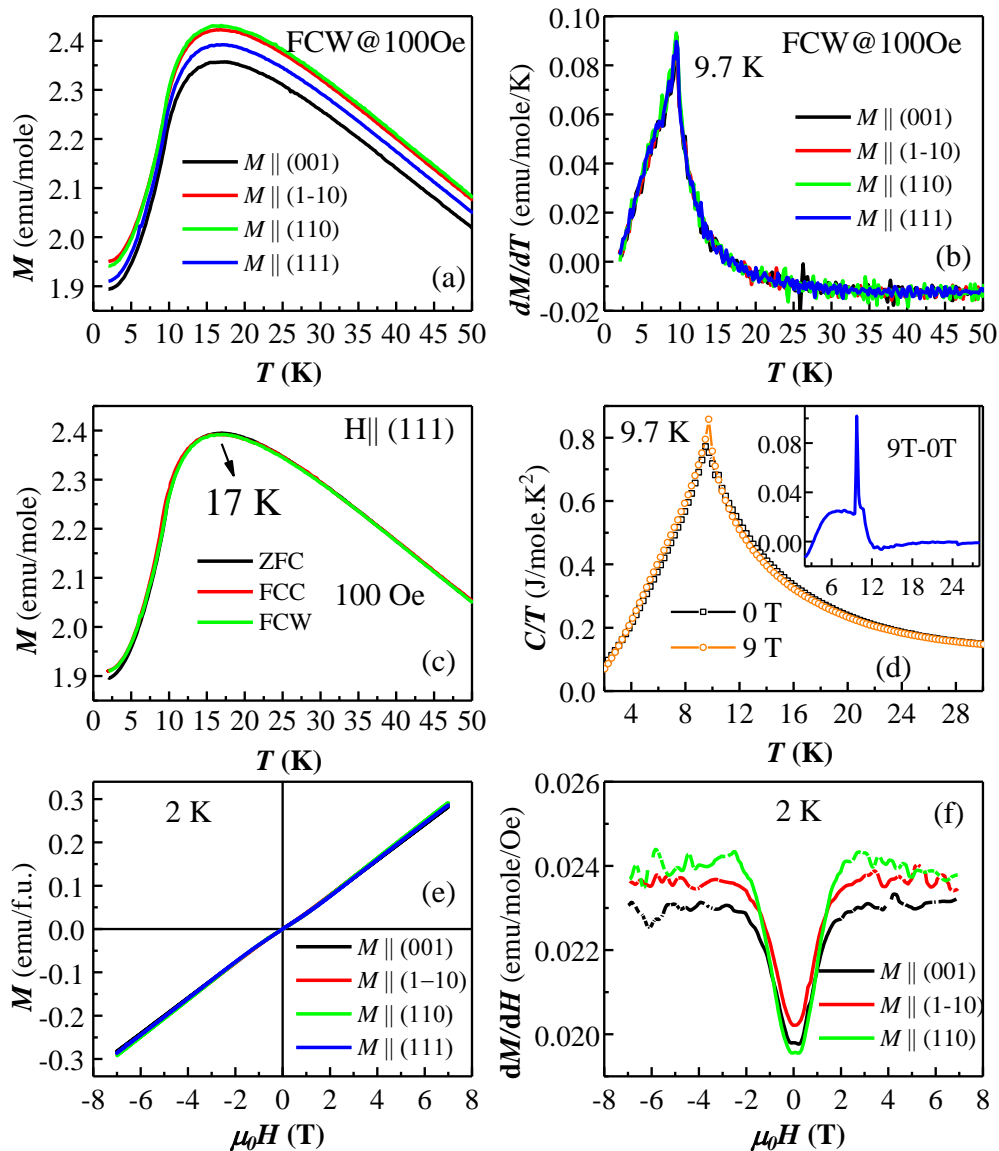 FCW@100Oe
M (emu/mole)
2.4
2.3
2.2
2.1
2.0
1.9
M || (001)
M || (1-10)
M || (110)
M || (111)
(a)
0 5 10 15 20 25 30 35 40 45 50
T (K)
FCW@100Oe
9.7 K
dM/dT (emu/mole/K)
0.10
0.08
0.06
0.04
0.02
0.00
-0.02
M || (001)
M || (1-10)
M || (110)
M || (111)
(b)
0 5 10 15 20 25 30 35 40 45 50
T (K)
H|| (111)
M (emu/mole)
2.4
2.3
2.2
2.1
2.0
1.9
17 K
ZFC
FCC
FCW
100 Oe
(c)
0 5 10 15 20 25 30 35 40 45 50
T (K)
9.7 K
C/T (J/mole.K²)
0.8
0.6
0.4
0.2
0.0
9T-0T
0.08
0.04
0.00
6 12 18 24
0 T
9 T
(d)
4 8 12 16 20 24 28
T (K)
2 K
M (emu/f.u.)
0.3
0.2
0.1
0.0
-0.1
-0.2
-0.3
(e)
M || (001)
M || (1−10)
M || (110)
M || (111)
-8 -6 -4 -2 0 2 4 6 8
μ₀H (T)
2 K
(f)
dM/dH (emu/mole/Oe)
0.026
0.024
0.022
0.020
M || (001)
M || (1-10)
M || (110)
-8 -6 -4 -2 0 2 4 6 8
μ₀H (T)